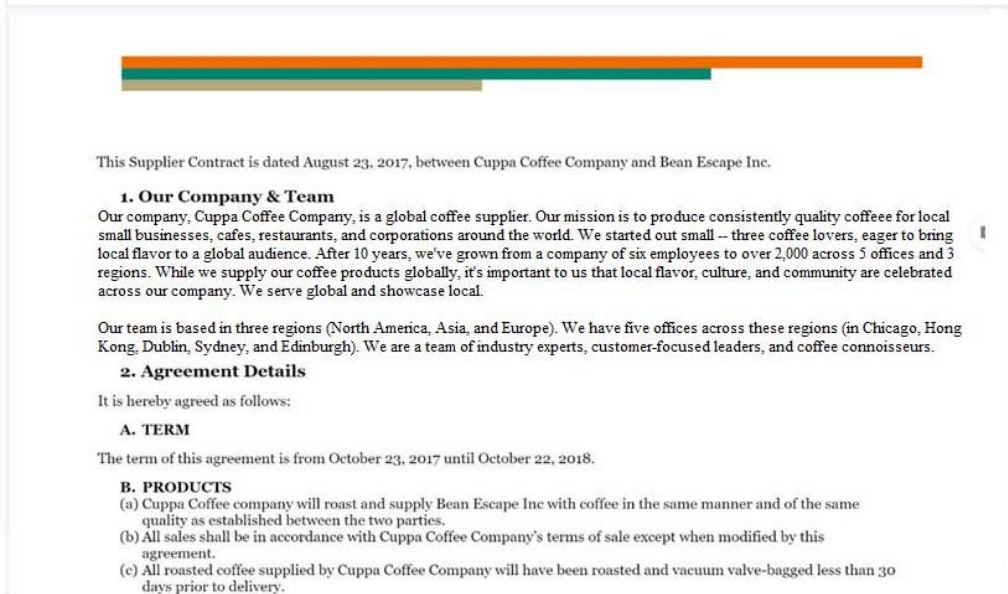 This Supplier Contract is dated August 23, 2017, between Cuppa Coffee Company and Bean Escape Inc.
1. Our Company & Team
Our company, Cuppa Coffee Company, is a global coffee supplier. Our mission is to produce consistently quality coffeee for local
small businesses, cafes, restaurants, and corporations around the world. We started out small -- three coffee lovers, eager to bring
local flavor to a global audience. After 10 years, we've grown from a company of six employees to over 2,000 across 5 offices and 3
regions. While we supply our coffee products globally, it's important to us that local flavor, culture, and community are celebrated
across our company. We serve global and showcase local.
Our team is based in three regions (North America, Asia, and Europe). We have five offices across these regions (in Chicago, Hong
Kong, Dublin, Sydney, and Edinburgh). We are a team of industry experts, customer-focused leaders, and coffee connoisseurs.
2. Agreement Details
It is hereby agreed as follows:
A. TERM
The term of this agreement is from October 23, 2017 until October 22, 2018.
B. PRODUCTS
(a) Cuppa Coffee company will roast and supply Bean Escape Inc with coffee in the same manner and of the same
quality as established between the two parties.
(b) All sales shall be in accordance with Cuppa Coffee Company's terms of sale except when modified by this
agreement.
(c) All roasted coffee supplied by Cuppa Coffee Company will have been roasted and vacuum valve-bagged less than 30
days prior to delivery.